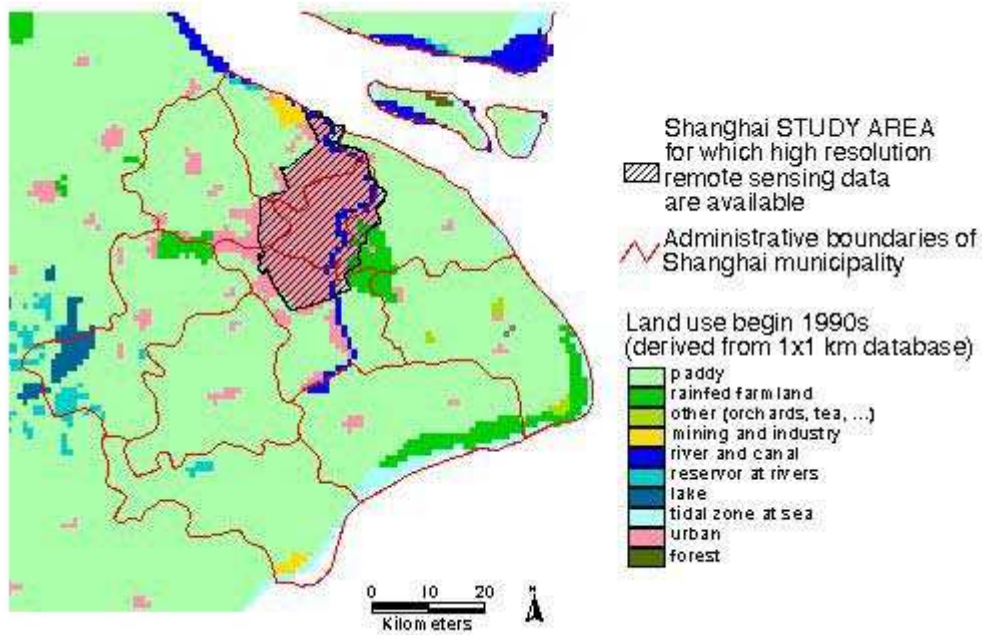 Shanghai STUDY AREA
for which high resolution
remote sensing data
are available
Administrative boundaries of
Shanghai municipality
Land use begin 1990s
(derived from 1x1 km database)
paddy
rainfed farmland
other (orchards, tea, ...)
mining and industry
river and canal
reservor at rivers
lake
tidal zone at sea
urban
forest
0 10 20
Kilometers
N